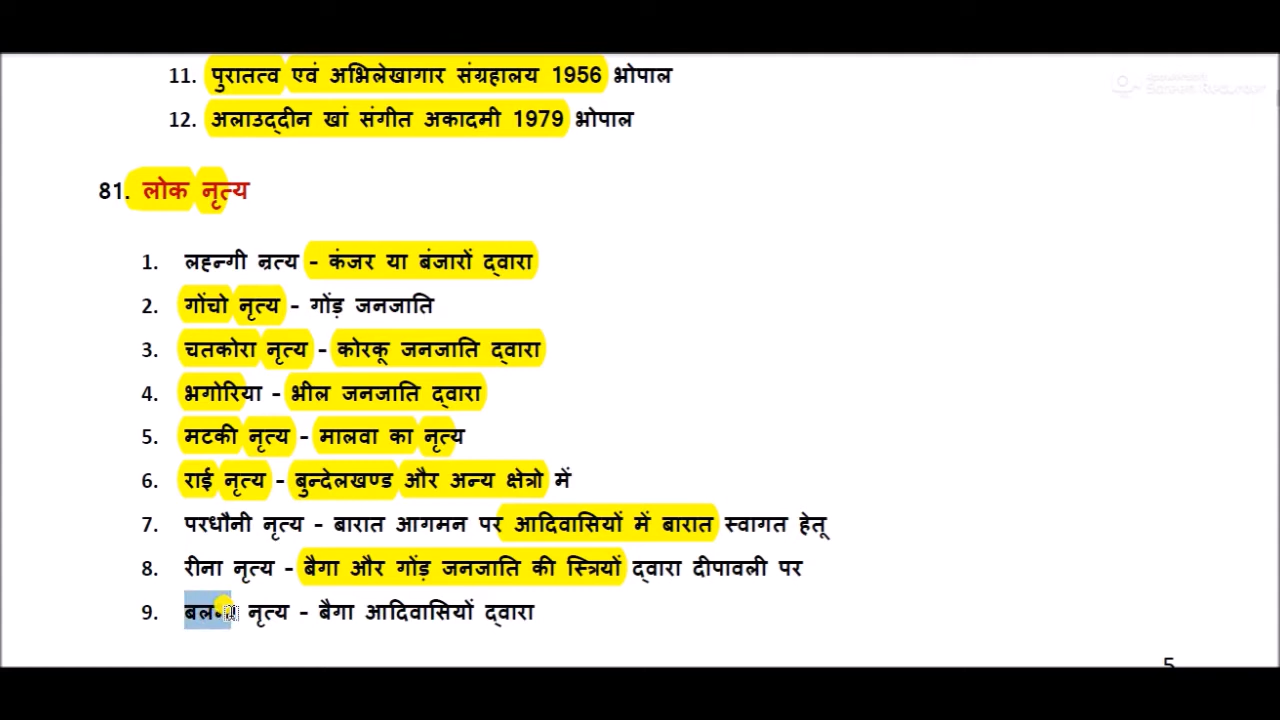 11. पुरातत्व एवं अभिलेखागार संग्रहालय 1956 भोपाल
12. अलाउद्दीन खां संगीत अकादमी 1979 भोपाल
81. लोक नृत्य
1. लहन्गी न्रत्य - कंजर या बंजारों द्वारा
2. गोंचो नृत्य - गोंड़ जनजाति
3. चतकोरा नृत्य - कोरकू जनजाति द्वारा
4. भगोरिया - भील जनजाति द्वारा
5. मटकी नृत्य - मालवा का नृत्य
6. राई नृत्य - बुन्देलखण्ड और अन्य क्षेत्रो में
7. परधौनी नृत्य - बारात आगमन पर आदिवासियों में बारात स्वागत हेतू
8. रीना नृत्य - बैगा और गोंड़ जनजाति की स्त्रियों द्वारा दीपावली पर
9. नृत्य - बैगा आदिवासियों द्वारा